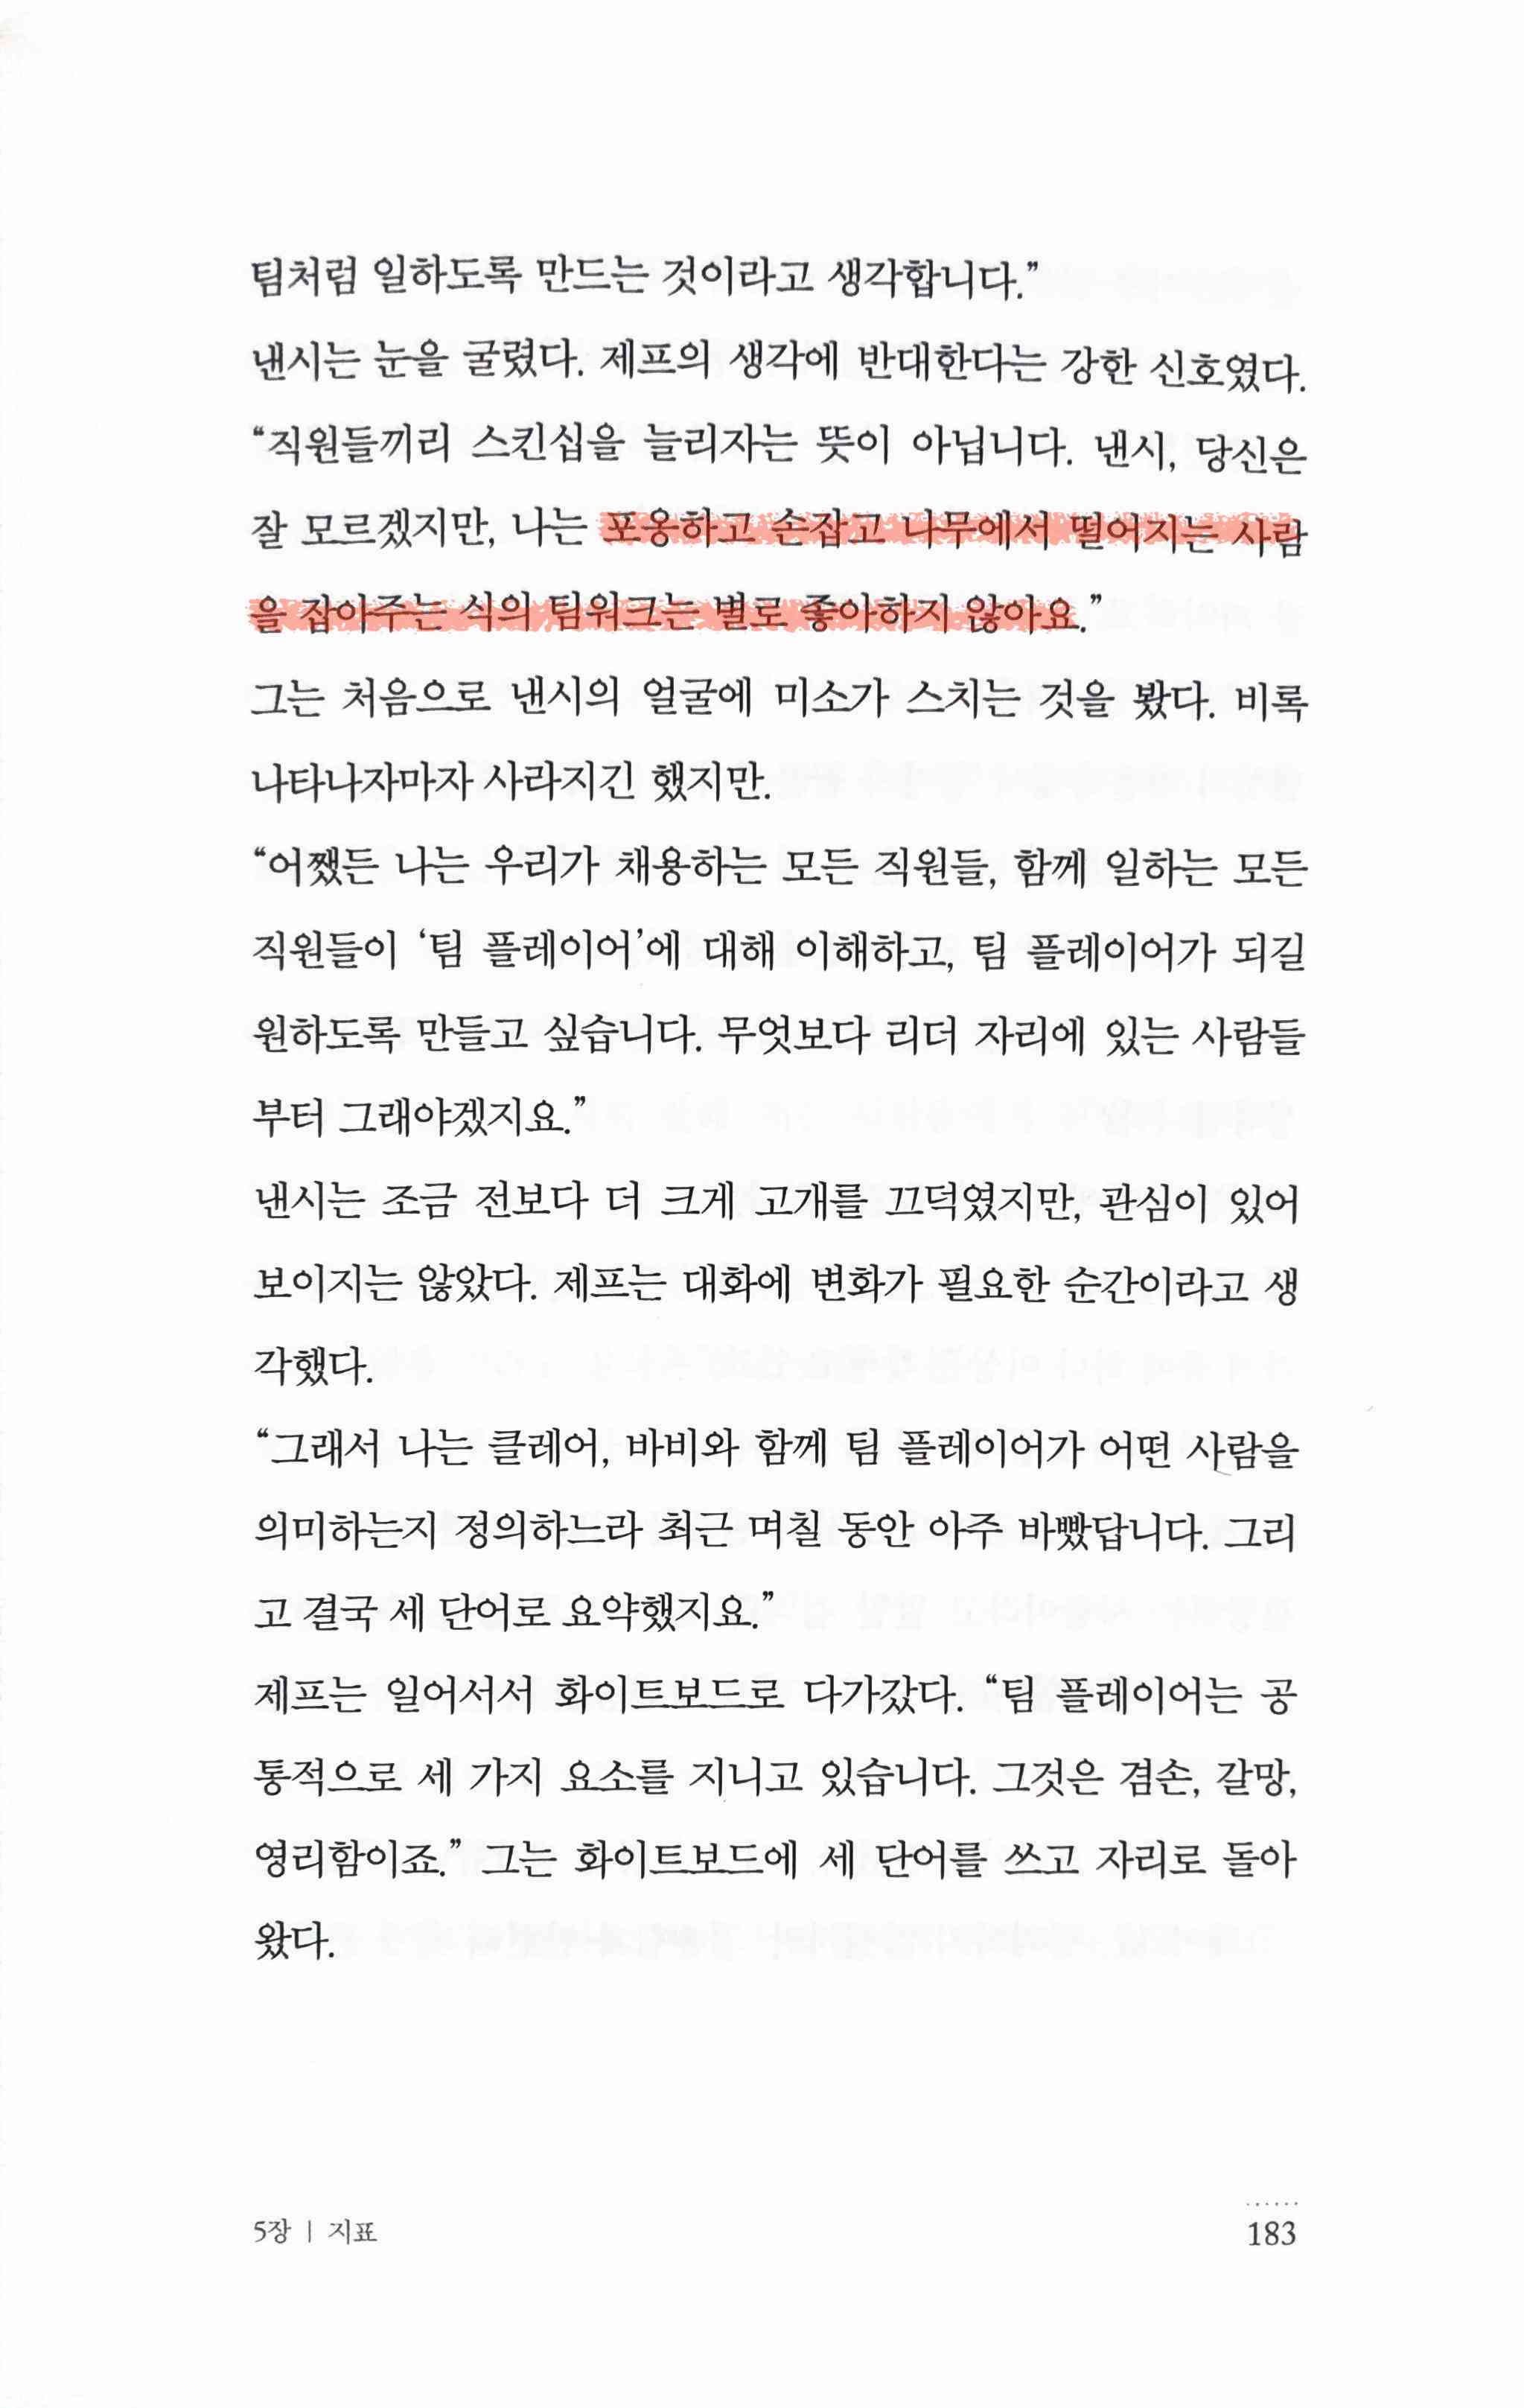 팀처럼 일하도록 만드는 것이라고 생각합니다.”
낸시는 눈을 굴렸다. 제프의 생각에 반대한다는 강한 신호였다.
“직원들끼리 스킨십을 늘리자는 뜻이 아닙니다. 낸시, 당신은
잘 모르겠지만, 나는 포옹하고 손잡고 나무에서 떨어지는 사람
을 잡아주는 식의 팀워크는 별로 좋아하지 않아요.”
그는 처음으로 낸시의 얼굴에 미소가 스치는 것을 봤다. 비록
나타나자마자 사라지긴 했지만.
“어쨌든 나는 우리가 채용하는 모든 직원들, 함께 일하는 모든
직원들이 ‘팀 플레이어’에 대해 이해하고, 팀 플레이어가 되길
원하도록 만들고 싶습니다. 무엇보다 리더 자리에 있는 사람들
부터 그래야겠지요.”
낸시는 조금 전보다 더 크게 고개를 끄덕였지만, 관심이 있어
보이지는 않았다. 제프는 대화에 변화가 필요한 순간이라고 생
각했다.
“그래서 나는 클레어, 바비와 함께 팀 플레이어가 어떤 사람을
의미하는지 정의하느라 최근 며칠 동안 아주 바빴답니다. 그리
고 결국 세 단어로 요약했지요.”
제프는 일어서서 화이트보드로 다가갔다. “팀 플레이어는 공
통적으로 세 가지 요소를 지니고 있습니다. 그것은 겸손, 갈망,
영리함이죠.” 그는 화이트보드에 세 단어를 쓰고 자리로 돌아
왔다.
5장 | 지표
183